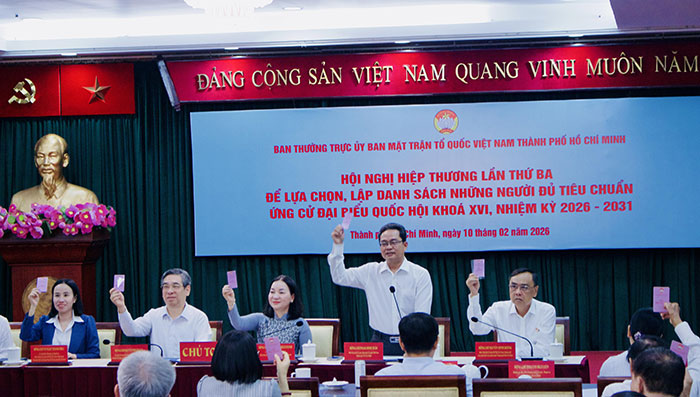 ĐẢNG CỘNG SẢN VIỆT NAM QUANG VINH MUÔN NĂM
BAN THƯỜNG TRỰC ỦY BAN MẶT TRẬN TỔ QUỐC VIỆT NAM THÀNH PHỐ HỒ CHÍ MINH
HỘI NGHỊ HIỆP THƯƠNG LẦN THỨ BA
ĐỂ LỰA CHỌN, LẬP DANH SÁCH NHỮNG NGƯỜI ĐỦ TIÊU CHUẨN
ỨNG CỬ ĐẠI BIỂU QUỐC HỘI KHOÁ XVI, NHIỆM KỲ 2026 - 2031
Thành p Chí Minh, ngày 10 tháng 02 năm 2026
CHỦ TỌ